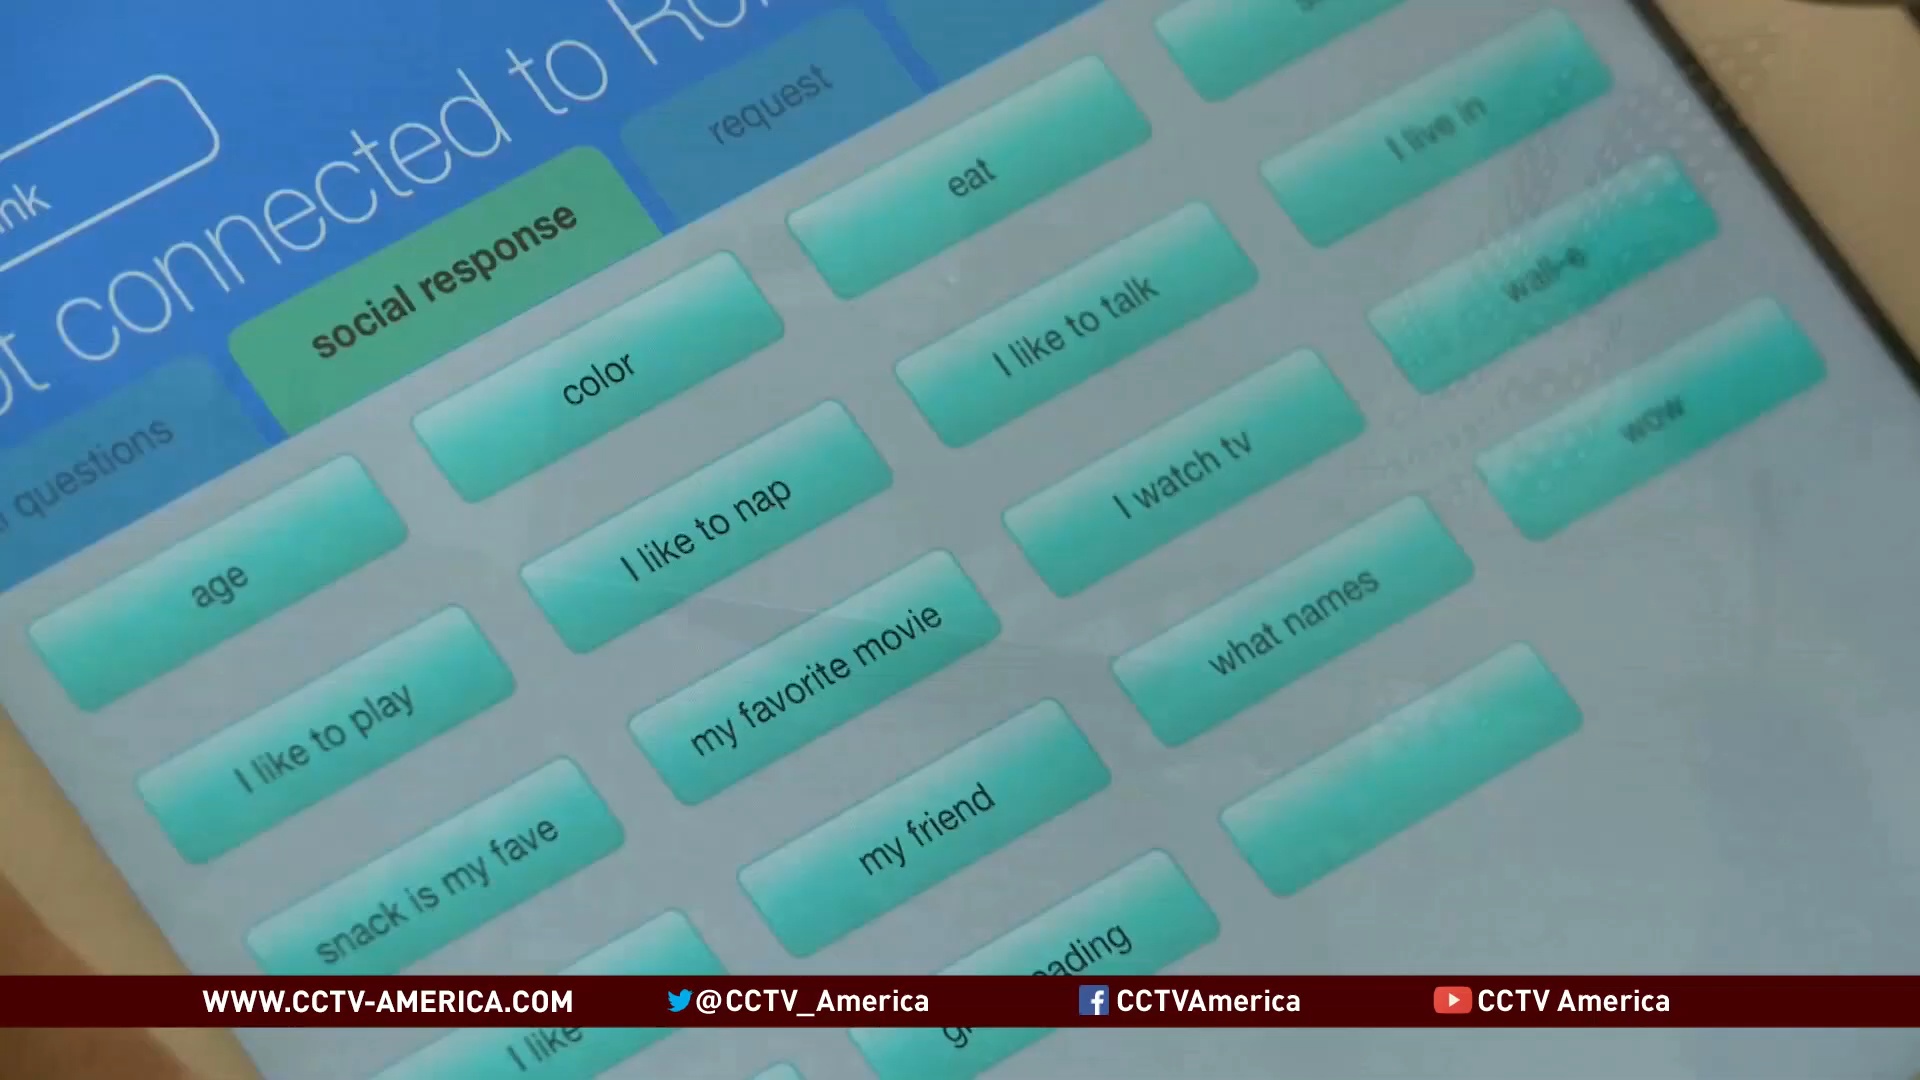 connected to
social response
request
questions
age
color
eat
I like to play
I like to nap
I like to talk
I live in
snack is my fave
my favorite movie
I watch tv
wall-e
I like
my friend
what names
wow
WWW.CCTV-AMERICA.COM
@CCTV_America
CCTVAmerica
CCTV America